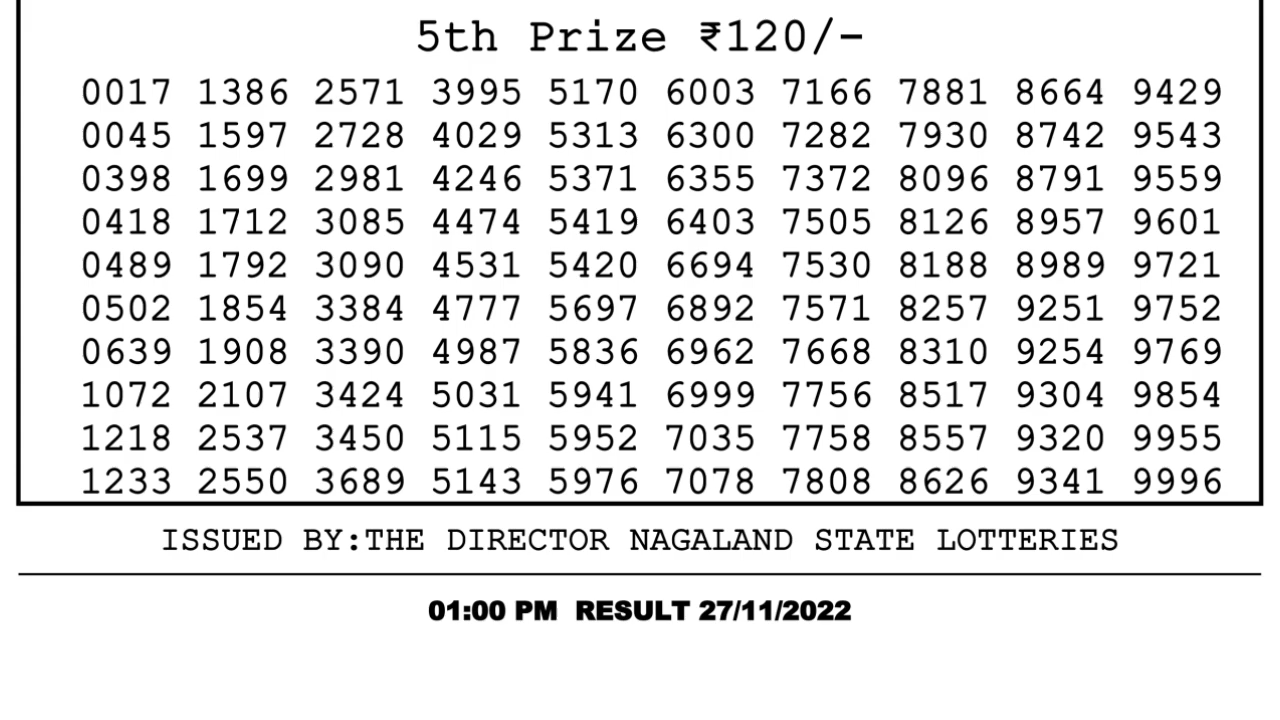 5th Prize ₹120/-
0017 1386 2571 3995 5170 6003 7166 7881 8664 9429
0045 1597 2728 4029 5313 6300 7282 7930 8742 9543
0398 1699 2981 4246 5371 6355 7372 8096 8791 9559
0418 1712 3085 4474 5419 6403 7505 8126 8957 9601
0489 1792 3090 4531 5420 6694 7530 8188 8989 9721
0502 1854 3384 4777 5697 6892 7571 8257 9251 9752
0639 1908 3390 4987 5836 6962 7668 8310 9254 9769
1072 2107 3424 5031 5941 6999 7756 8517 9304 9854
1218 2537 3450 5115 5952 7035 7758 8557 9320 9955
1233 2550 3689 5143 5976 7078 7808 8626 9341 9996
ISSUED BY:THE DIRECTOR NAGALAND STATE LOTTERIES
01:00 PM RESULT 27/11/2022